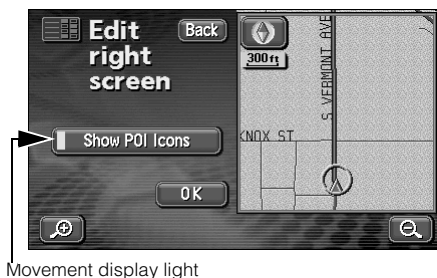 Edit
right
screen
Back
300ft
S VERMONT AVE
KNOX ST
Show POI Icons
OK
Movement display light